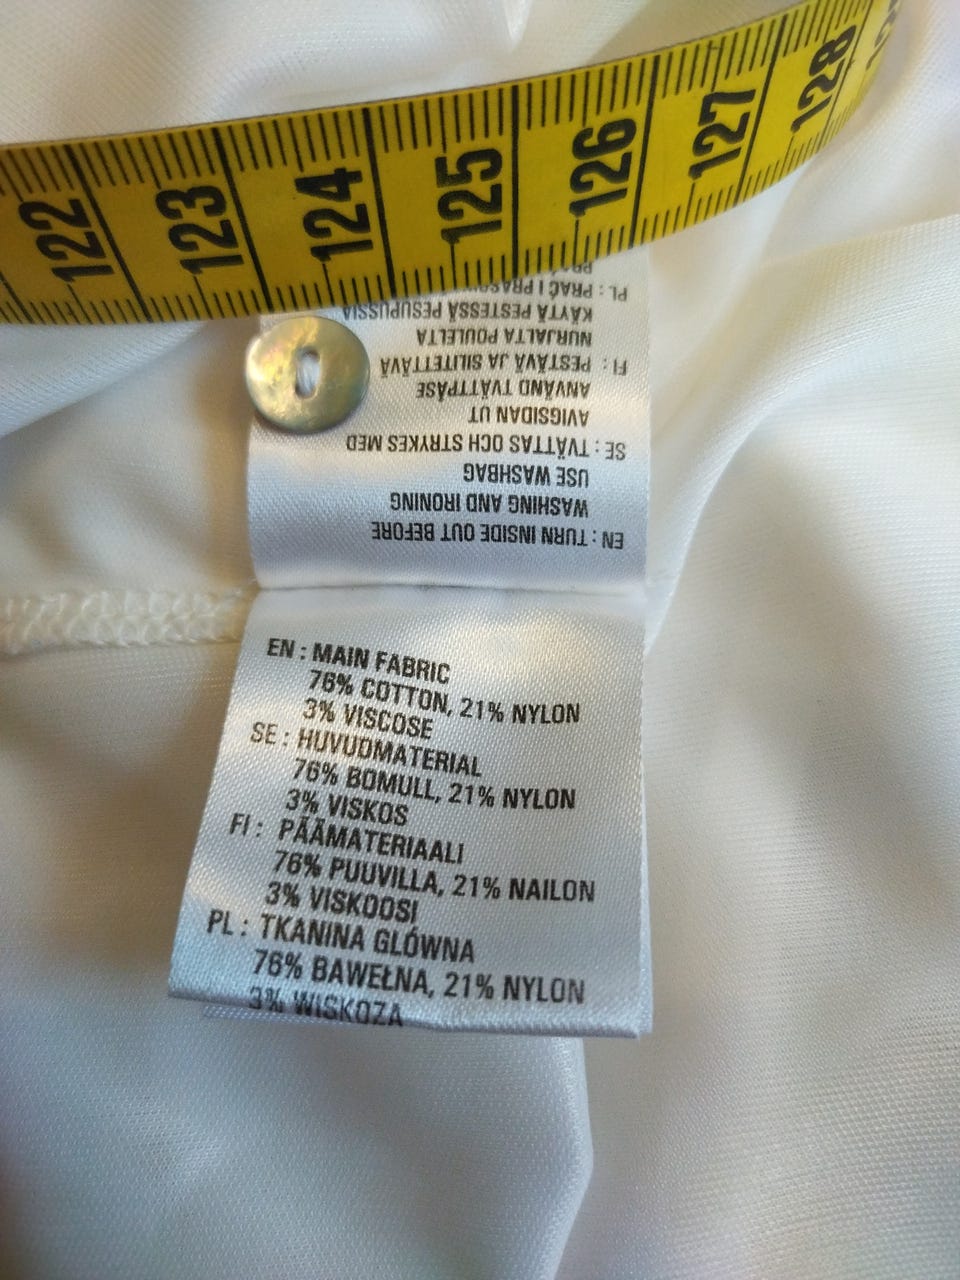 122 123 124 125 126 127 128
EN : MAIN FABRIC
76% COTTON, 21% NYLON
3% VISCOSE
SE : HUVUDMATERIAL
76% BOMULL, 21% NYLON
3% VISKOS
FI : PÄÄMATERIAALI
76% PUUVILLA, 21% NAILON
3% VISKOOSI
PL : TKANINA GŁÓWNA
76% BAWEŁNA, 21% NYLON
3% WISKOZA
EN : TURN INSIDE OUT BEFORE
WASHING AND IRONING
USE WASHBAG
SE : TVÄTTAS OCH STRYKES MED
AVIGSIDAN UT
ANVÄND TVÄTTPÅSE
FI : PESTÄVÄ JA SILITETTÄVÄ
NURJALTA PUOLELTA
KÄYTÄ PESTESSÄ PESUPUSSIA
PL : PRAĆ I